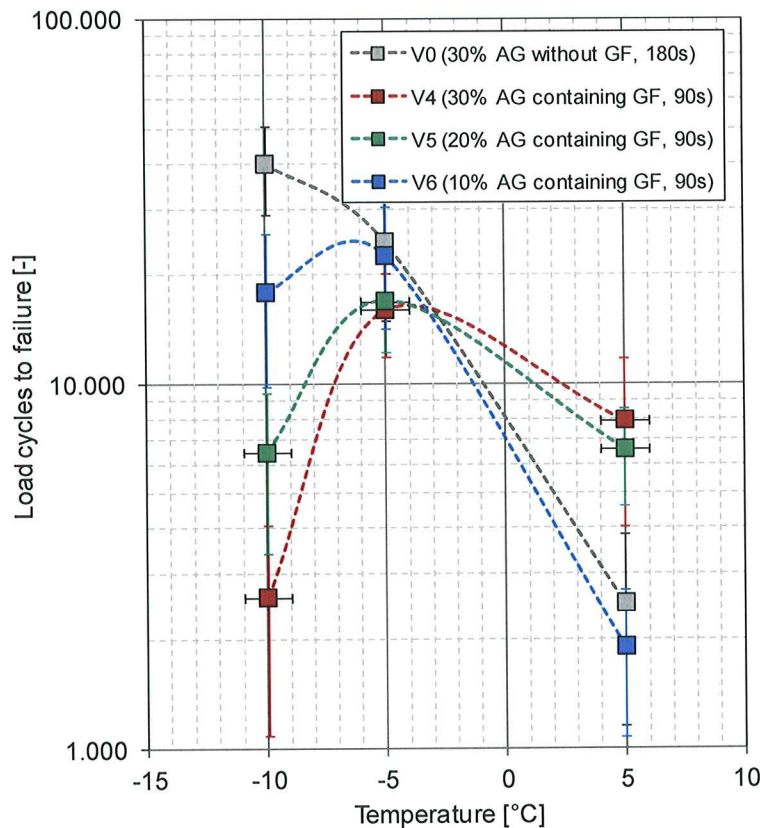 100.000
V0 (30% AG without GF, 180s)
V4 (30% AG containing GF, 90s)
V5 (20% AG containing GF, 90s)
V6 (10% AG containing GF, 90s)
Load cycles to failure [-]
10.000
1.000
-15 -10 -5 0 5 10
Temperature [°C]